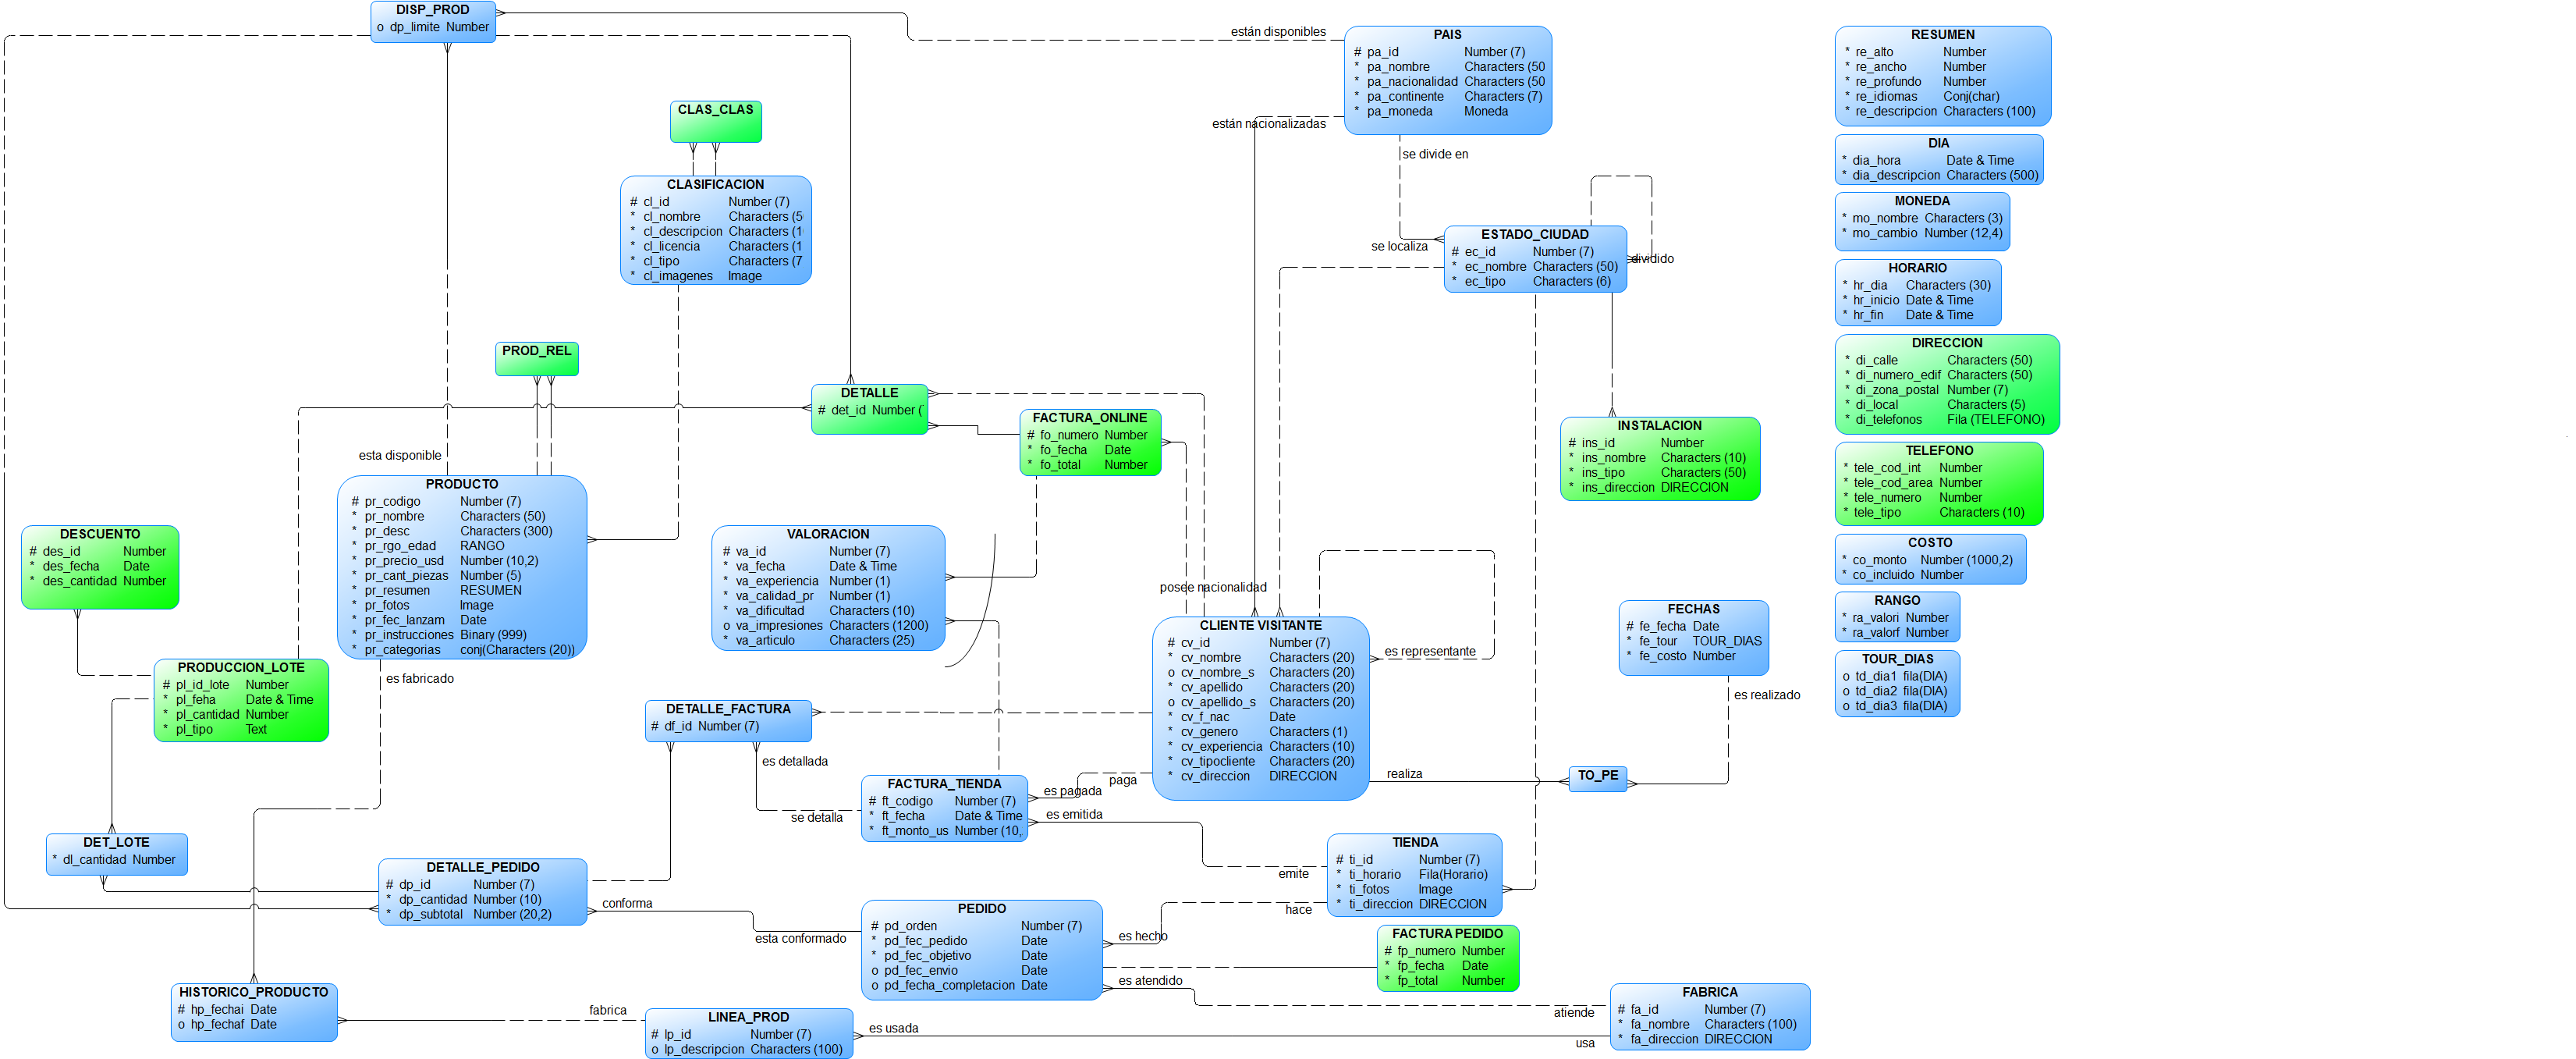 DISP_PROD
o dp_limite Number
están disponibles
PAIS
# pa_id Number (7)
* pa_nombre Characters (50
* pa_nacionalidad Characters (50
* pa_continente Characters (7)
* pa_moneda Moneda
están nacionalizadas
se divide en
RESUMEN
* re_alto Number
* re_ancho Number
* re_profundo Number
* re_idiomas Conj(char)
* re_descripcion Characters (100)
DIA
* dia_hora Date & Time
* dia_descripcion Characters (500)
MONEDA
* mo_nombre Characters (3)
* mo_cambio Number (12,4)
HORARIO
* hr_dia Characters (30)
* hr_inicio Date & Time
* hr_fin Date & Time
DIRECCION
* di_calle Characters (50)
* di_numero_edif Characters (50)
* di_zona_postal Number (7)
* di_local Characters (5)
* di_telefonos Fila (TELEFONO)
TELEFONO
* tele_cod_int Number
* tele_cod_area Number
* tele_numero Number
* tele_tipo Characters (10)
COSTO
* co_monto Number (1000,2)
* co_incluido Number
RANGO
* ra_valori Number
* ra_valorf Number
TOUR_DIAS
o td_dia1 fila(DIA)
o td_dia2 fila(DIA)
o td_dia3 fila(DIA)
CLAS_CLAS
CLASIFICACION
# cl_id Number (7)
* cl_nombre Characters (5
* cl_descripcion Characters (1
* cl_licencia Characters (1
* cl_tipo Characters (7
* cl_imagenes Image
se localiza
ESTADO_CIUDAD
# ec_id Number (7)
* ec_nombre Characters (50)
* ec_tipo Characters (6)
dividido
PROD_REL
DETALLE
# det_id Number (
FACTURA_ONLINE
# fo_numero Number
* fo_fecha Date
* fo_total Number
INSTALACION
# ins_id Number
* ins_nombre Characters (10)
* ins_tipo Characters (50)
* ins_direccion DIRECCION
esta disponible
PRODUCTO
# pr_codigo Number (7)
* pr_nombre Characters (50)
* pr_desc Characters (300)
* pr_rgo_edad RANGO
* pr_precio_usd Number (10,2)
* pr_cant_piezas Number (5)
* pr_resumen RESUMEN
* pr_fotos Image
* pr_fec_lanzam Date
* pr_instrucciones Binary (999)
* pr_categorias conj(Characters (20))
es fabricado
DESCUENTO
# des_id Number
* des_fecha Date
* des_cantidad Number
VALORACION
# va_id Number (7)
* va_fecha Date & Time
* va_experiencia Number (1)
* va_calidad_pr Number (1)
* va_dificultad Characters (10)
o va_impresiones Characters (1200)
* va_articulo Characters (25)
posee nacionalidad
CLIENTE VISITANTE
# cv_id Number (7)
* cv_nombre Characters (20)
o cv_nombre_s Characters (20)
* cv_apellido Characters (20)
o cv_apellido_s Characters (20)
* cv_f_nac Date
* cv_genero Characters (1)
* cv_experiencia Characters (10)
* cv_tipocliente Characters (20)
* cv_direccion DIRECCION
es representante
FECHAS
# fe_fecha Date
* fe_tour TOUR_DIAS
* fe_costo Number
es realizado
PRODUCCION_LOTE
# pl_id_lote Number
* pl_feha Date & Time
* pl_cantidad Number
* pl_tipo Text
DETALLE_FACTURA
# df_id Number (7)
es detallada
se detalla
FACTURA_TIENDA
# ft_codigo Number (7)
* ft_fecha Date & Time
* ft_monto_us Number (10,
es pagada
paga
es emitida
emite
realiza
TO_PE
DET_LOTE
* dl_cantidad Number
DETALLE_PEDIDO
# dp_id Number (7)
* dp_cantidad Number (10)
* dp_subtotal Number (20,2)
conforma
esta conformado
TIENDA
# ti_id Number (7)
* ti_horario Fila(Horario)
* ti_fotos Image
* ti_direccion DIRECCION
hace
es hecho
PEDIDO
# pd_orden Number (7)
* pd_fec_pedido Date
* pd_fec_objetivo Date
o pd_fec_envio Date
o pd_fecha_completacion Date
FACTURA PEDIDO
# fp_numero Number
* fp_fecha Date
* fp_total Number
es atendido
atiende
HISTORICO_PRODUCTO
# hp_fechai Date
o hp_fechaf Date
fabrica
LINEA_PROD
# lp_id Number (7)
o lp_descripcion Characters (100)
es usada
usa
FABRICA
# fa_id Number (7)
* fa_nombre Characters (100)
* fa_direccion DIRECCION